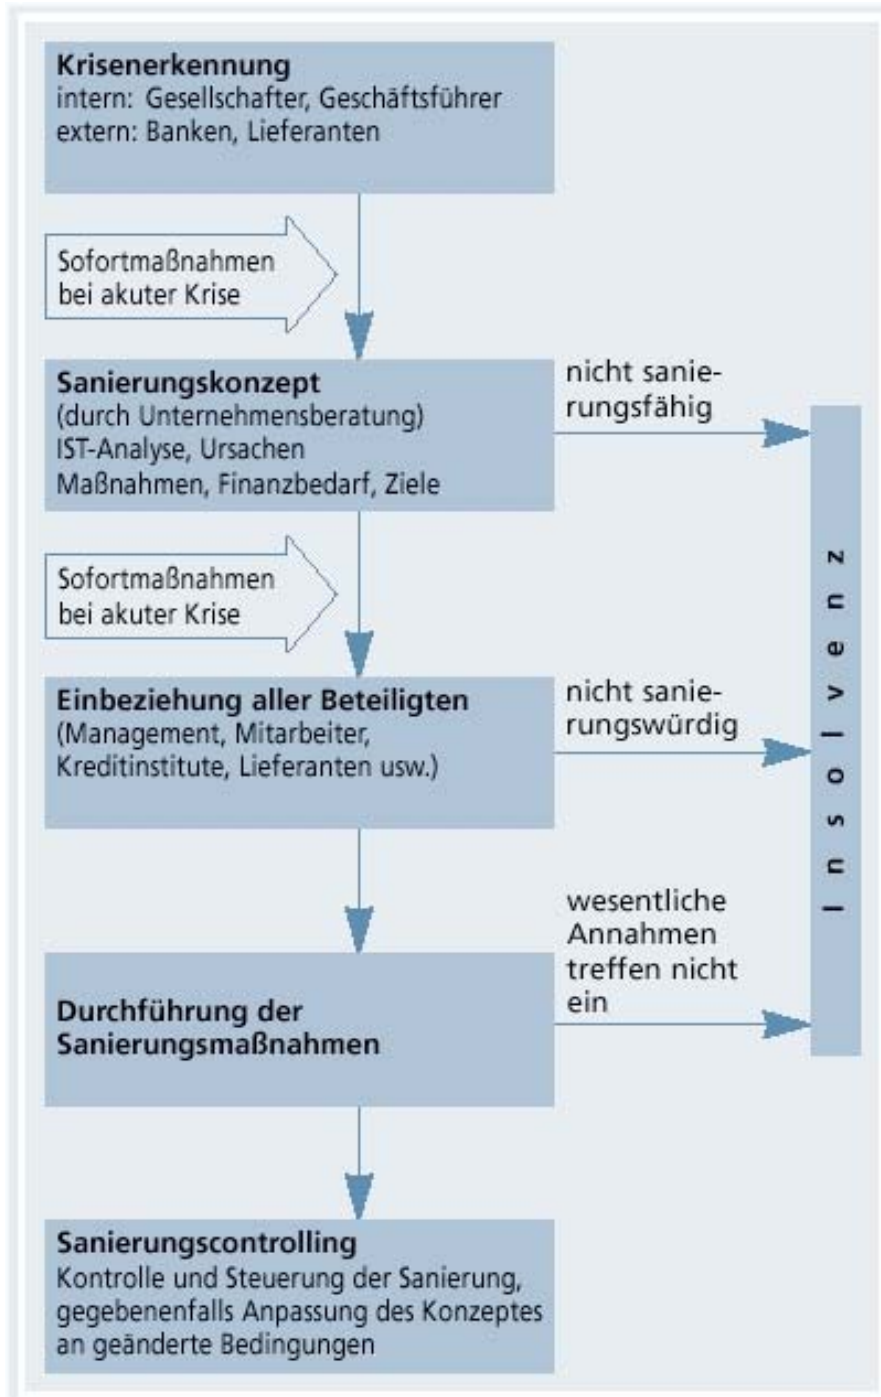 Krisenerkennung
intern: Gesellschafter, Geschäftsführer
extern: Banken, Lieferanten
Sofortmaßnahmen
bei akuter Krise
Sanierungskonzept
(durch Unternehmensberatung)
IST-Analyse, Ursachen
Maßnahmen, Finanzbedarf, Ziele
nicht sanie-
rungsfähig
Sofortmaßnahmen
bei akuter Krise
Einbeziehung aller Beteiligten
(Management, Mitarbeiter,
Kreditinstitute, Lieferanten usw.)
nicht sanie-
rungswürdig
Insolvenz
Durchführung der
Sanierungsmaßnahmen
wesentliche
Annahmen
treffen nicht
ein
Sanierungscontrolling
Kontrolle und Steuerung der Sanierung,
gegebenenfalls Anpassung des Konzeptes
an geänderte Bedingungen